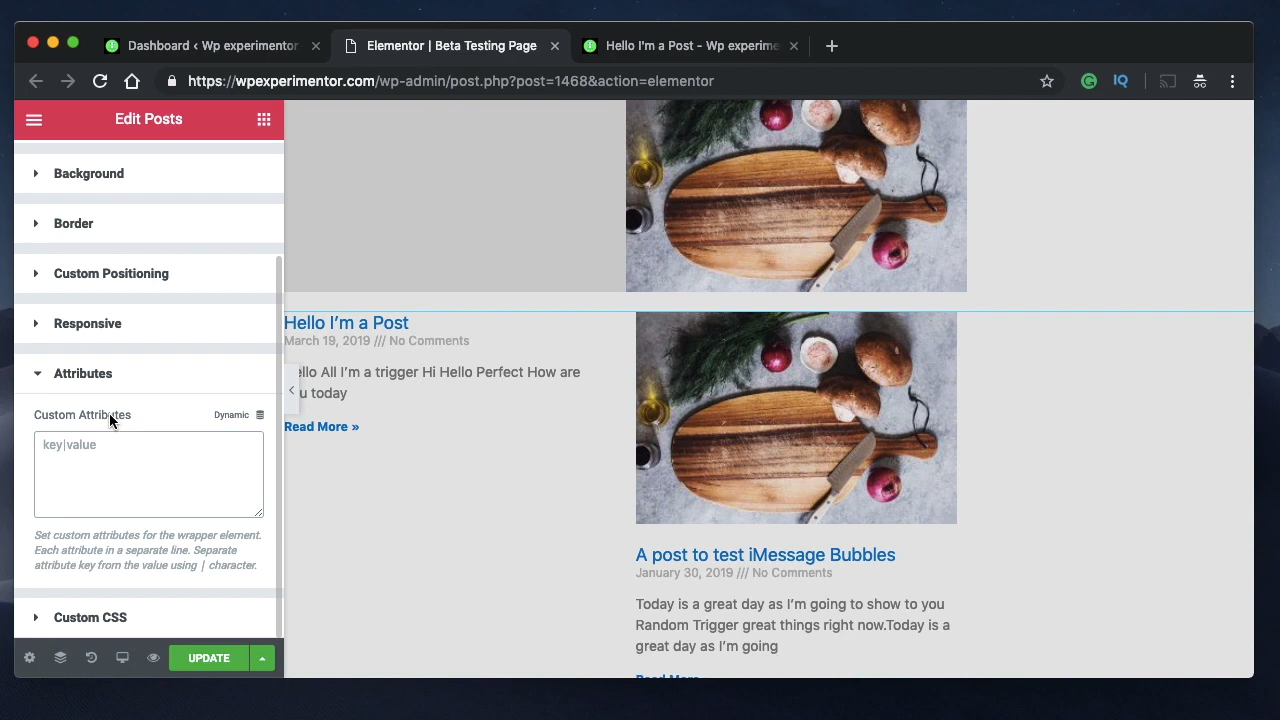 Dashboard ‹ Wp experimentor
Elementor | Beta Testing Page
Hello I'm a Post - Wp experime
https://wpexperimentor.com/wp-admin/post.php?post=1468&action=elementor
IQ
Edit Posts
Background
Border
Custom Positioning
Responsive
Attributes
Custom Attributes
Dynamic
key|value
Set custom attributes for the wrapper element.
Each attribute in a separate line. Separate
attribute key from the value using | character.
Custom CSS
UPDATE
Hello I'm a Post
March 19, 2019 /// No Comments
ello All I'm a trigger Hi Hello Perfect How are
u today
Read More »
A post to test iMessage Bubbles
January 30, 2019 /// No Comments
Today is a great day as I'm going to show to you
Random Trigger great things right now.Today is a
great day as I'm going
Read More